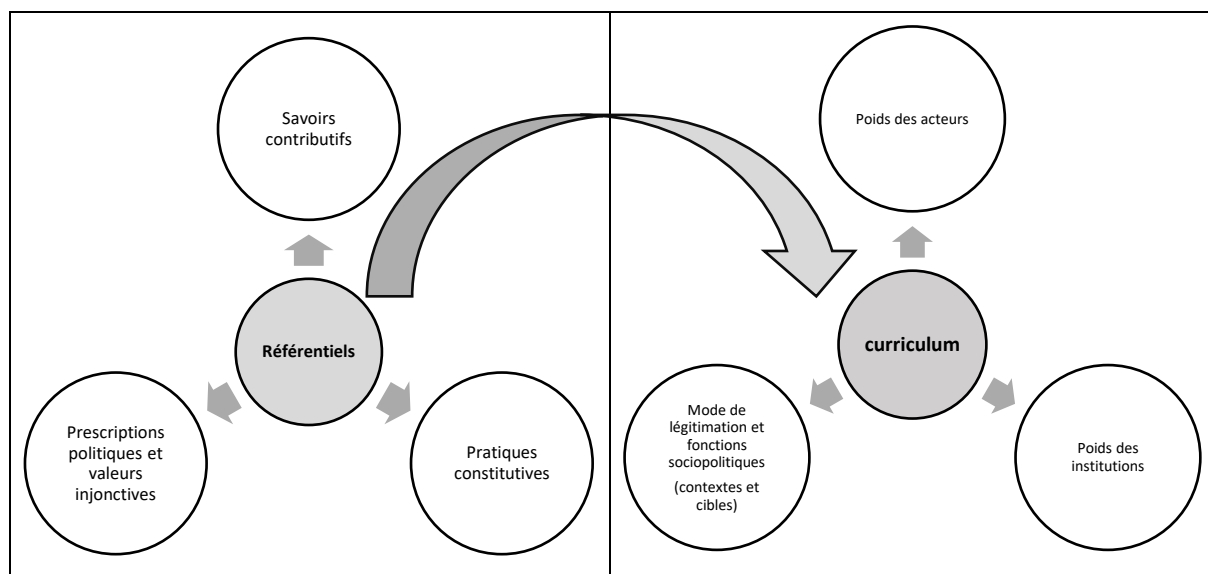 Savoirs
contributifs
Référentiels
Prescriptions
politiques et
valeurs
injonctives
Pratiques
constitutives
Poids des acteurs
curriculum
Mode de
légitimation et
fonctions
sociopolitiques
(contextes et
cibles)
Poids des
institutions